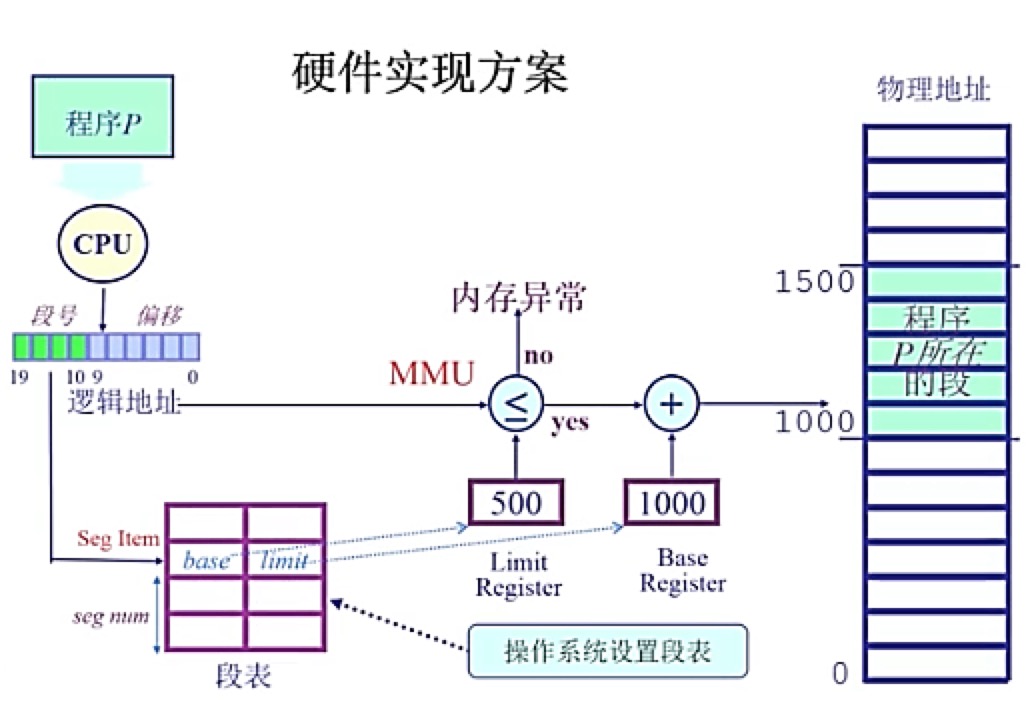 硬件实现方案
物理地址
程序P
CPU
段号 偏移
19 10 9 0
逻辑地址
内存异常
no
MMU
≤
yes
+
1500
程序
P所在
的段
1000
500
1000
Limit
Register
Base
Register
Seg Item
base limit
seg num
段表
操作系统设置段表
0